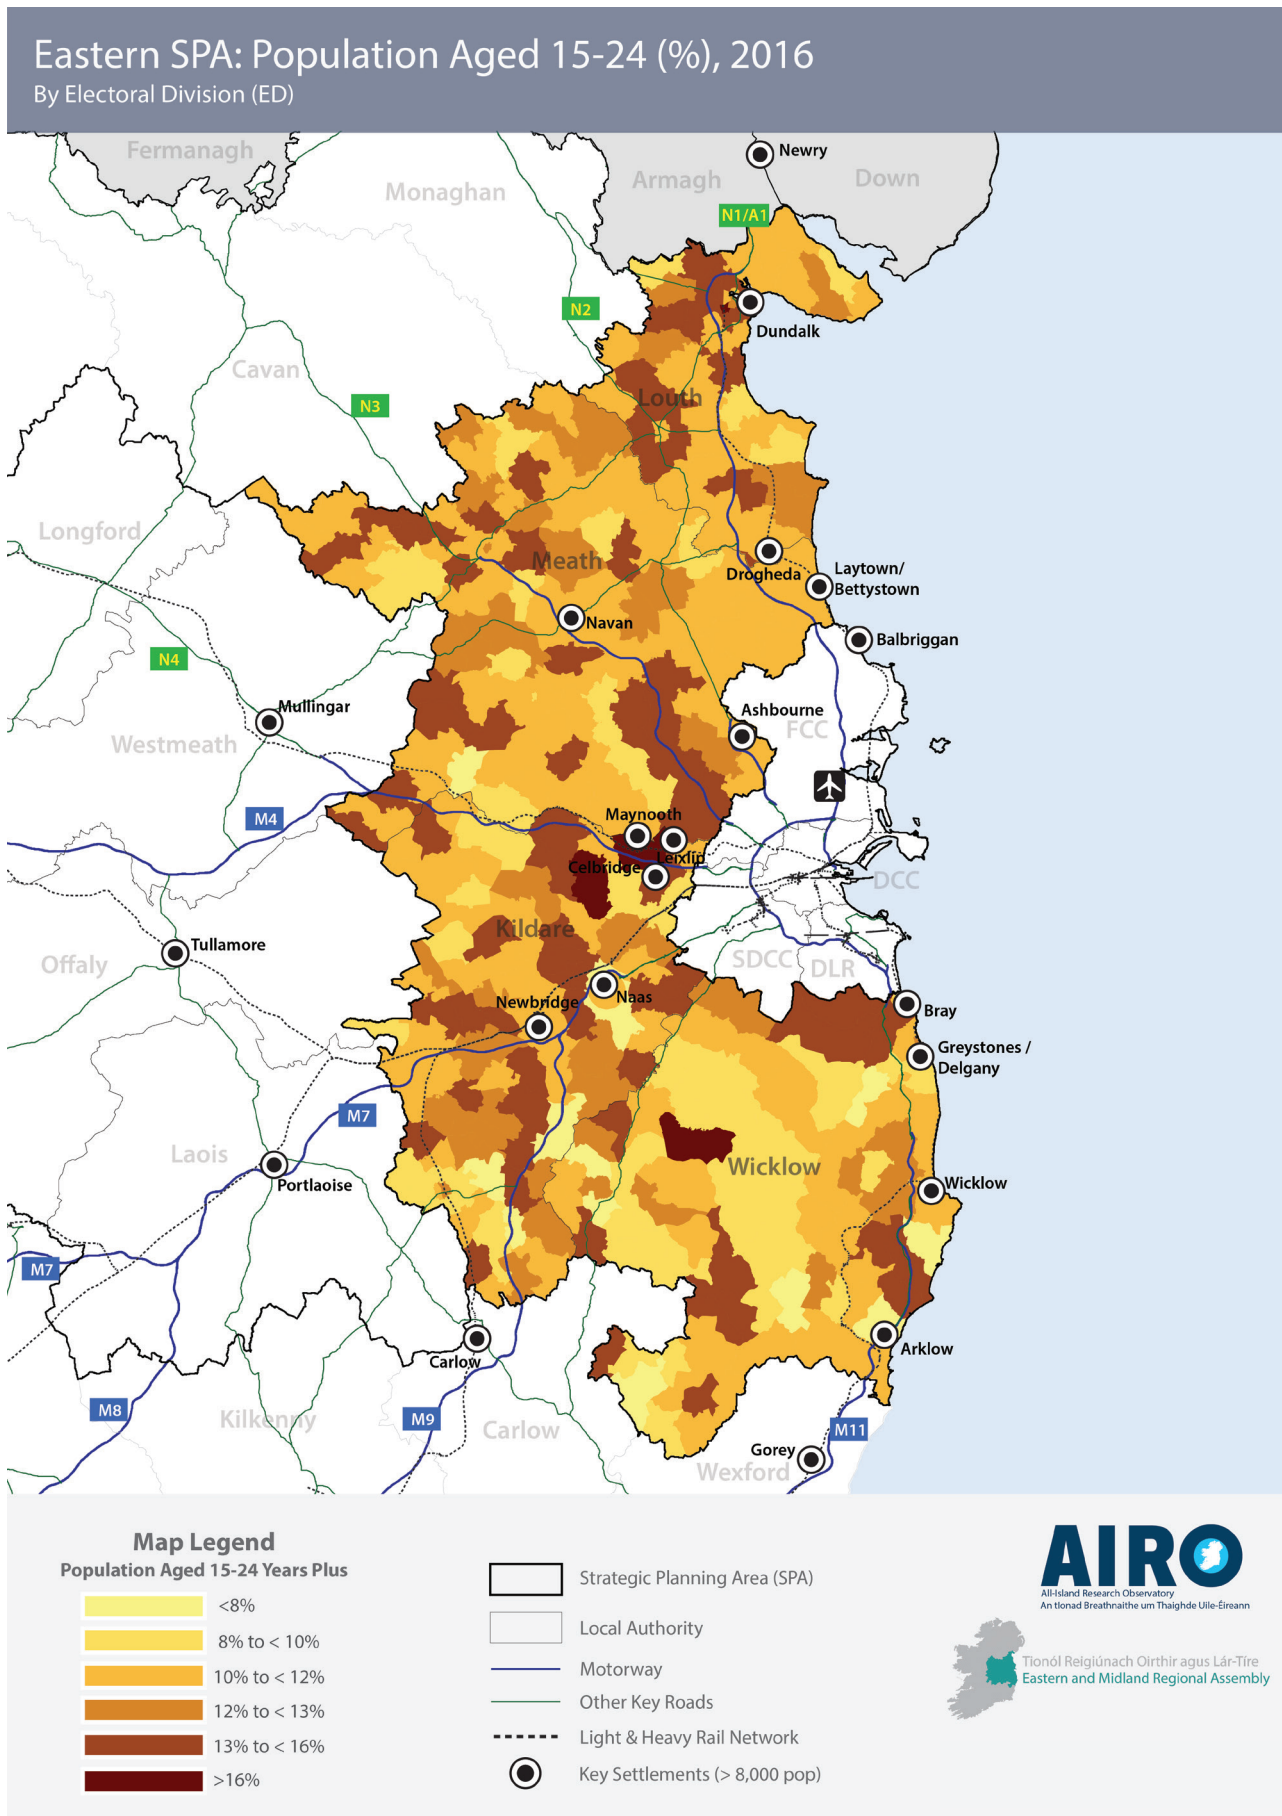 Eastern SPA: Population Aged 15-24 (%), 2016
By Electoral Division (ED)
Fermanagh
Monaghan
Armagh
Newry
Down
N1/A1
N2
Dundalk
Cavan
N3
Louth
Longford
Meath
Drogheda
Laytown/
Bettystown
Navan
Balbriggan
N4
Mullingar
Ashbourne
FCC
Westmeath
M4
Maynooth
Leixlip
Celbridge
DCC
Kildare
Tullamore
Offaly
SDCC
DLR
Newbridge
Naas
Bray
Greystones /
Delgany
M7
Laois
Wicklow
Portlaoise
Wicklow
M7
Carlow
Arklow
M8
Kilkenny
M9
Carlow
M11
Gorey
Wexford
Map Legend
Population Aged 15-24 Years Plus
<8%
8% to < 10%
10% to < 12%
12% to < 13%
13% to < 16%
>16%
Strategic Planning Area (SPA)
Local Authority
Motorway
Other Key Roads
Light & Heavy Rail Network
Key Settlements (> 8,000 pop)
AIRO
All-Island Research Observatory
An tIonad Breathnaithe um Thaighde Uile-Éireann
Tionól Reigiúnach Oirthir agus Lár-Tíre
Eastern and Midland Regional Assembly